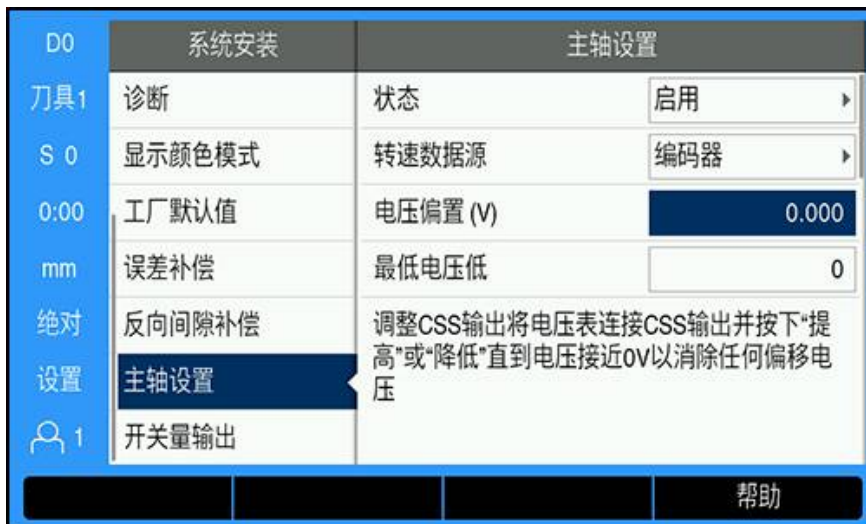 D0
系统安装
主轴设置
刀具1
诊断
状态
启用
S 0
显示颜色模式
转速数据源
编码器
0:00
工厂默认值
电压偏置 (V)
0.000
mm
误差补偿
最低电压低
0
绝对
反向间隙补偿
调整CSS输出将电压表连接CSS输出并按下“提
高”或“降低”直到电压接近0V以消除任何偏移电
压
设置
主轴设置
1
开关量输出
帮助